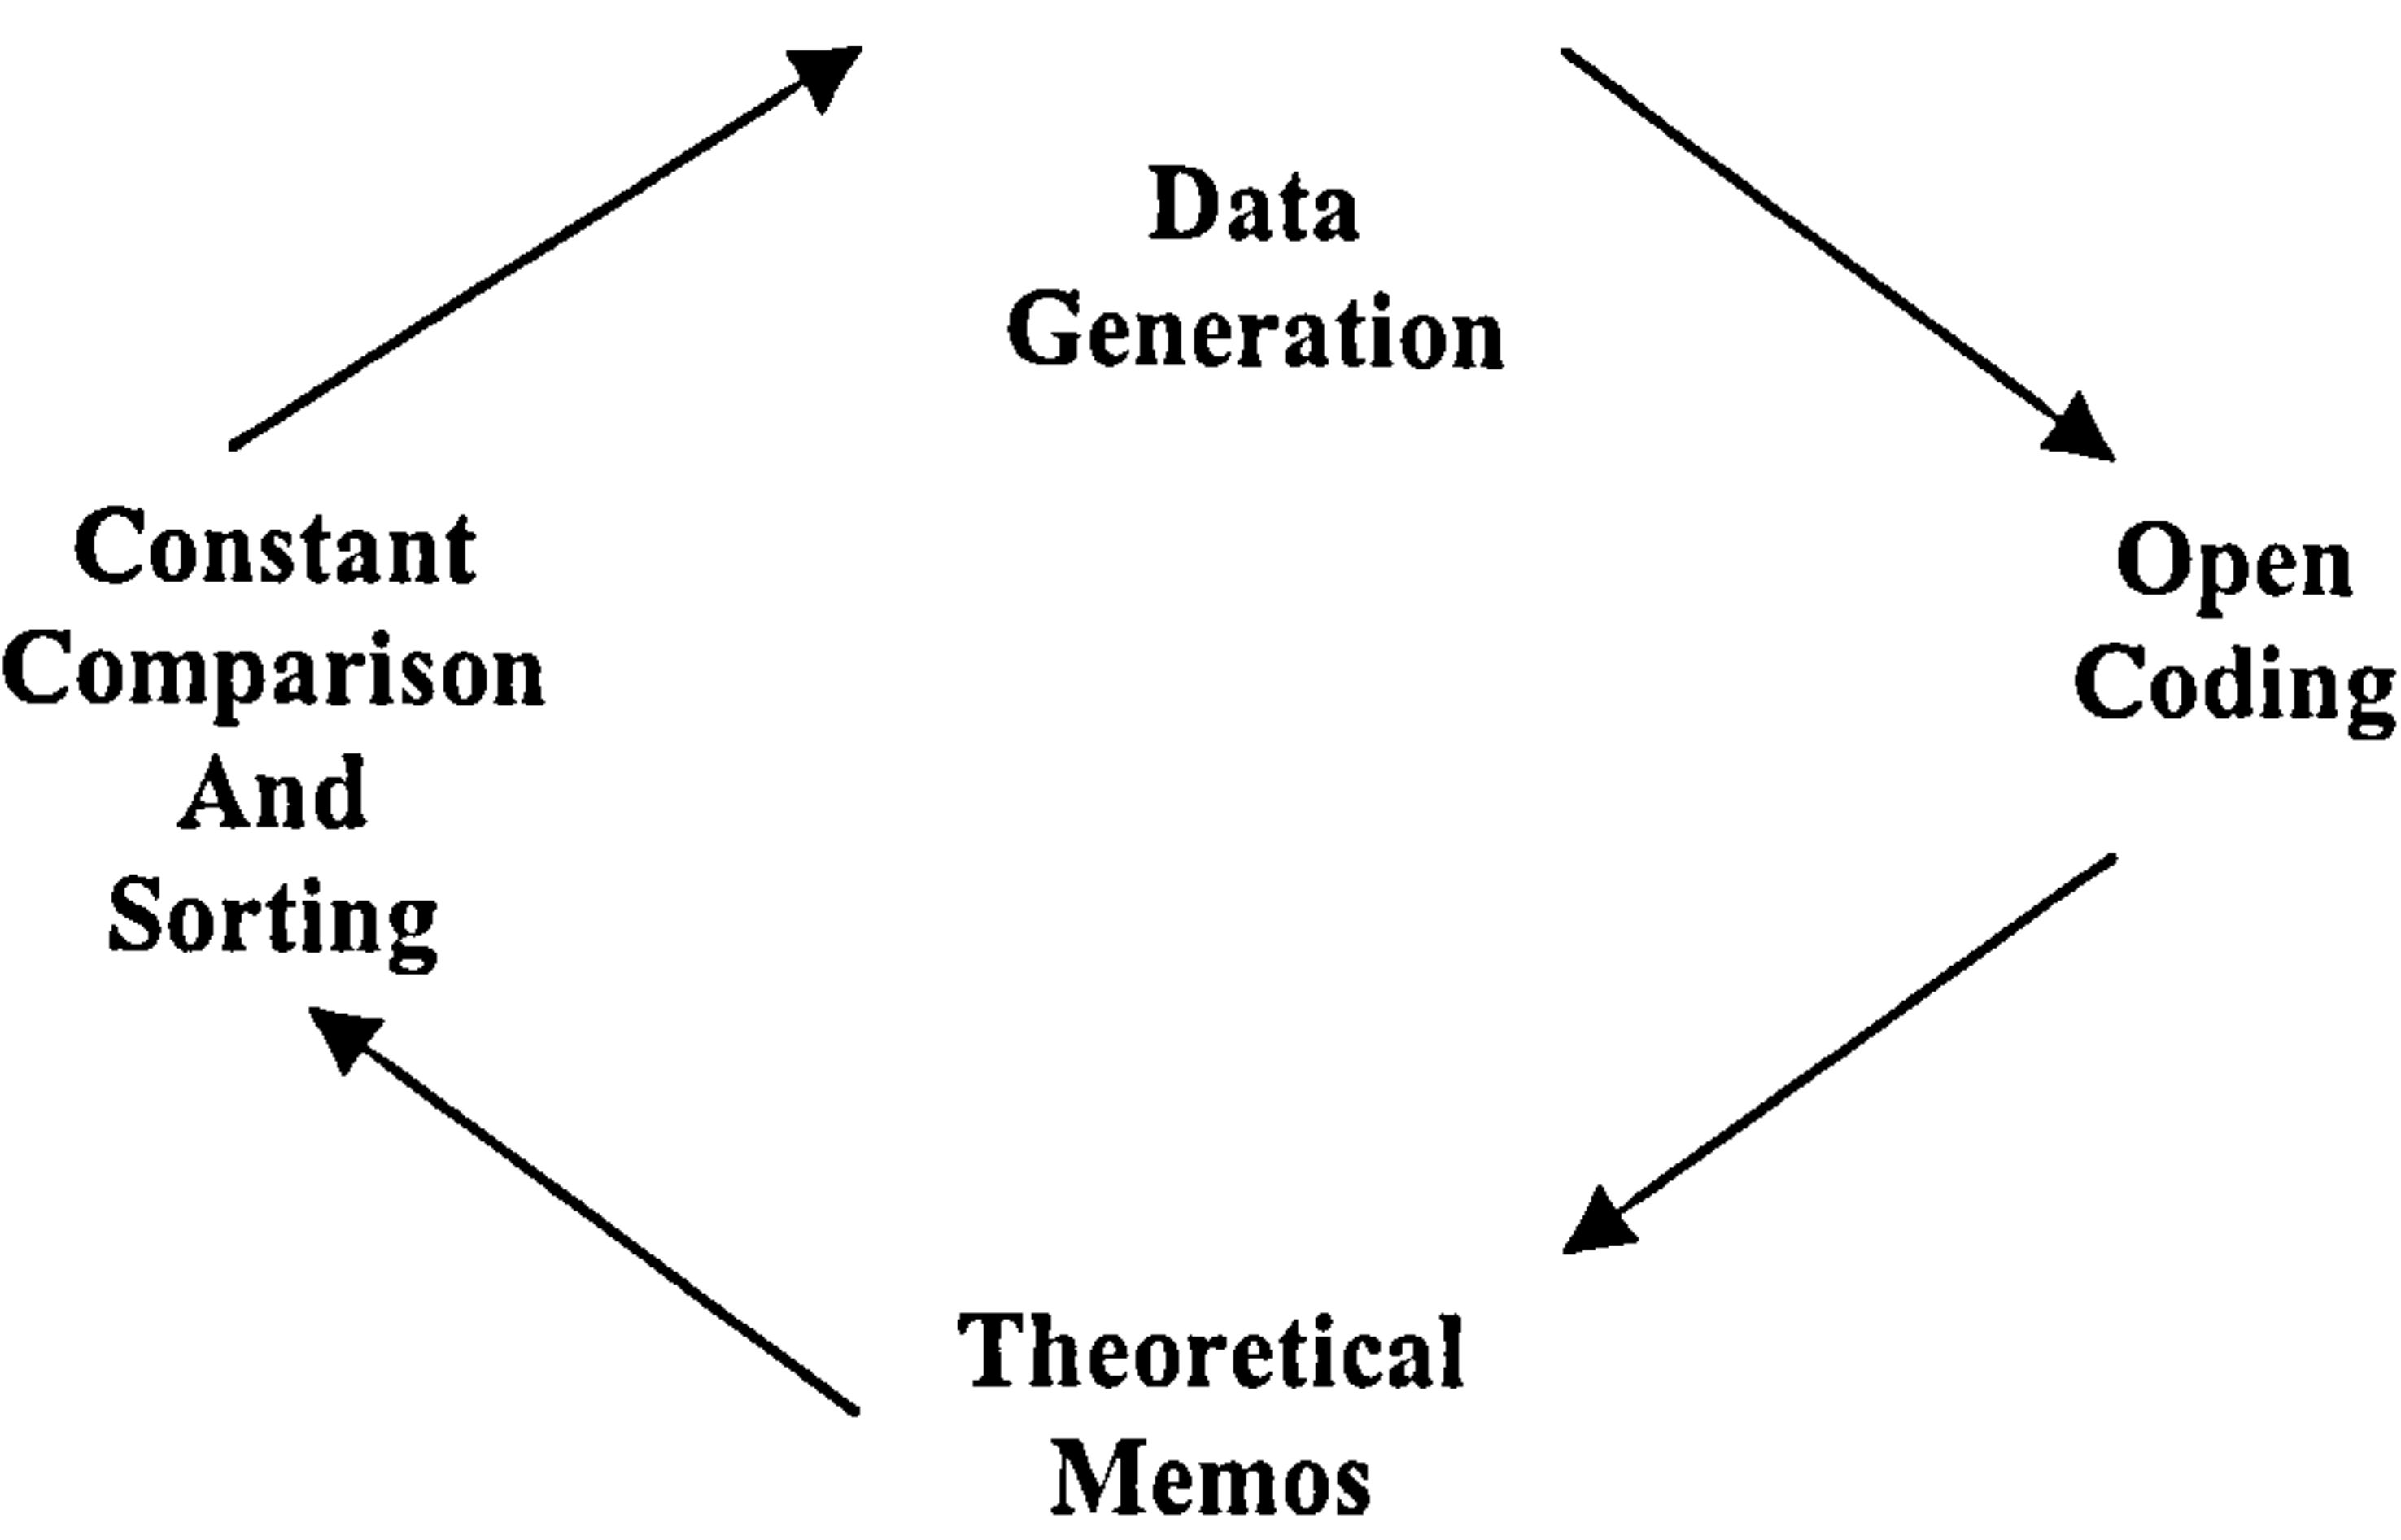 Data
Generation
Open
Coding
Theoretical
Memos
Constant
Comparison
And
Sorting